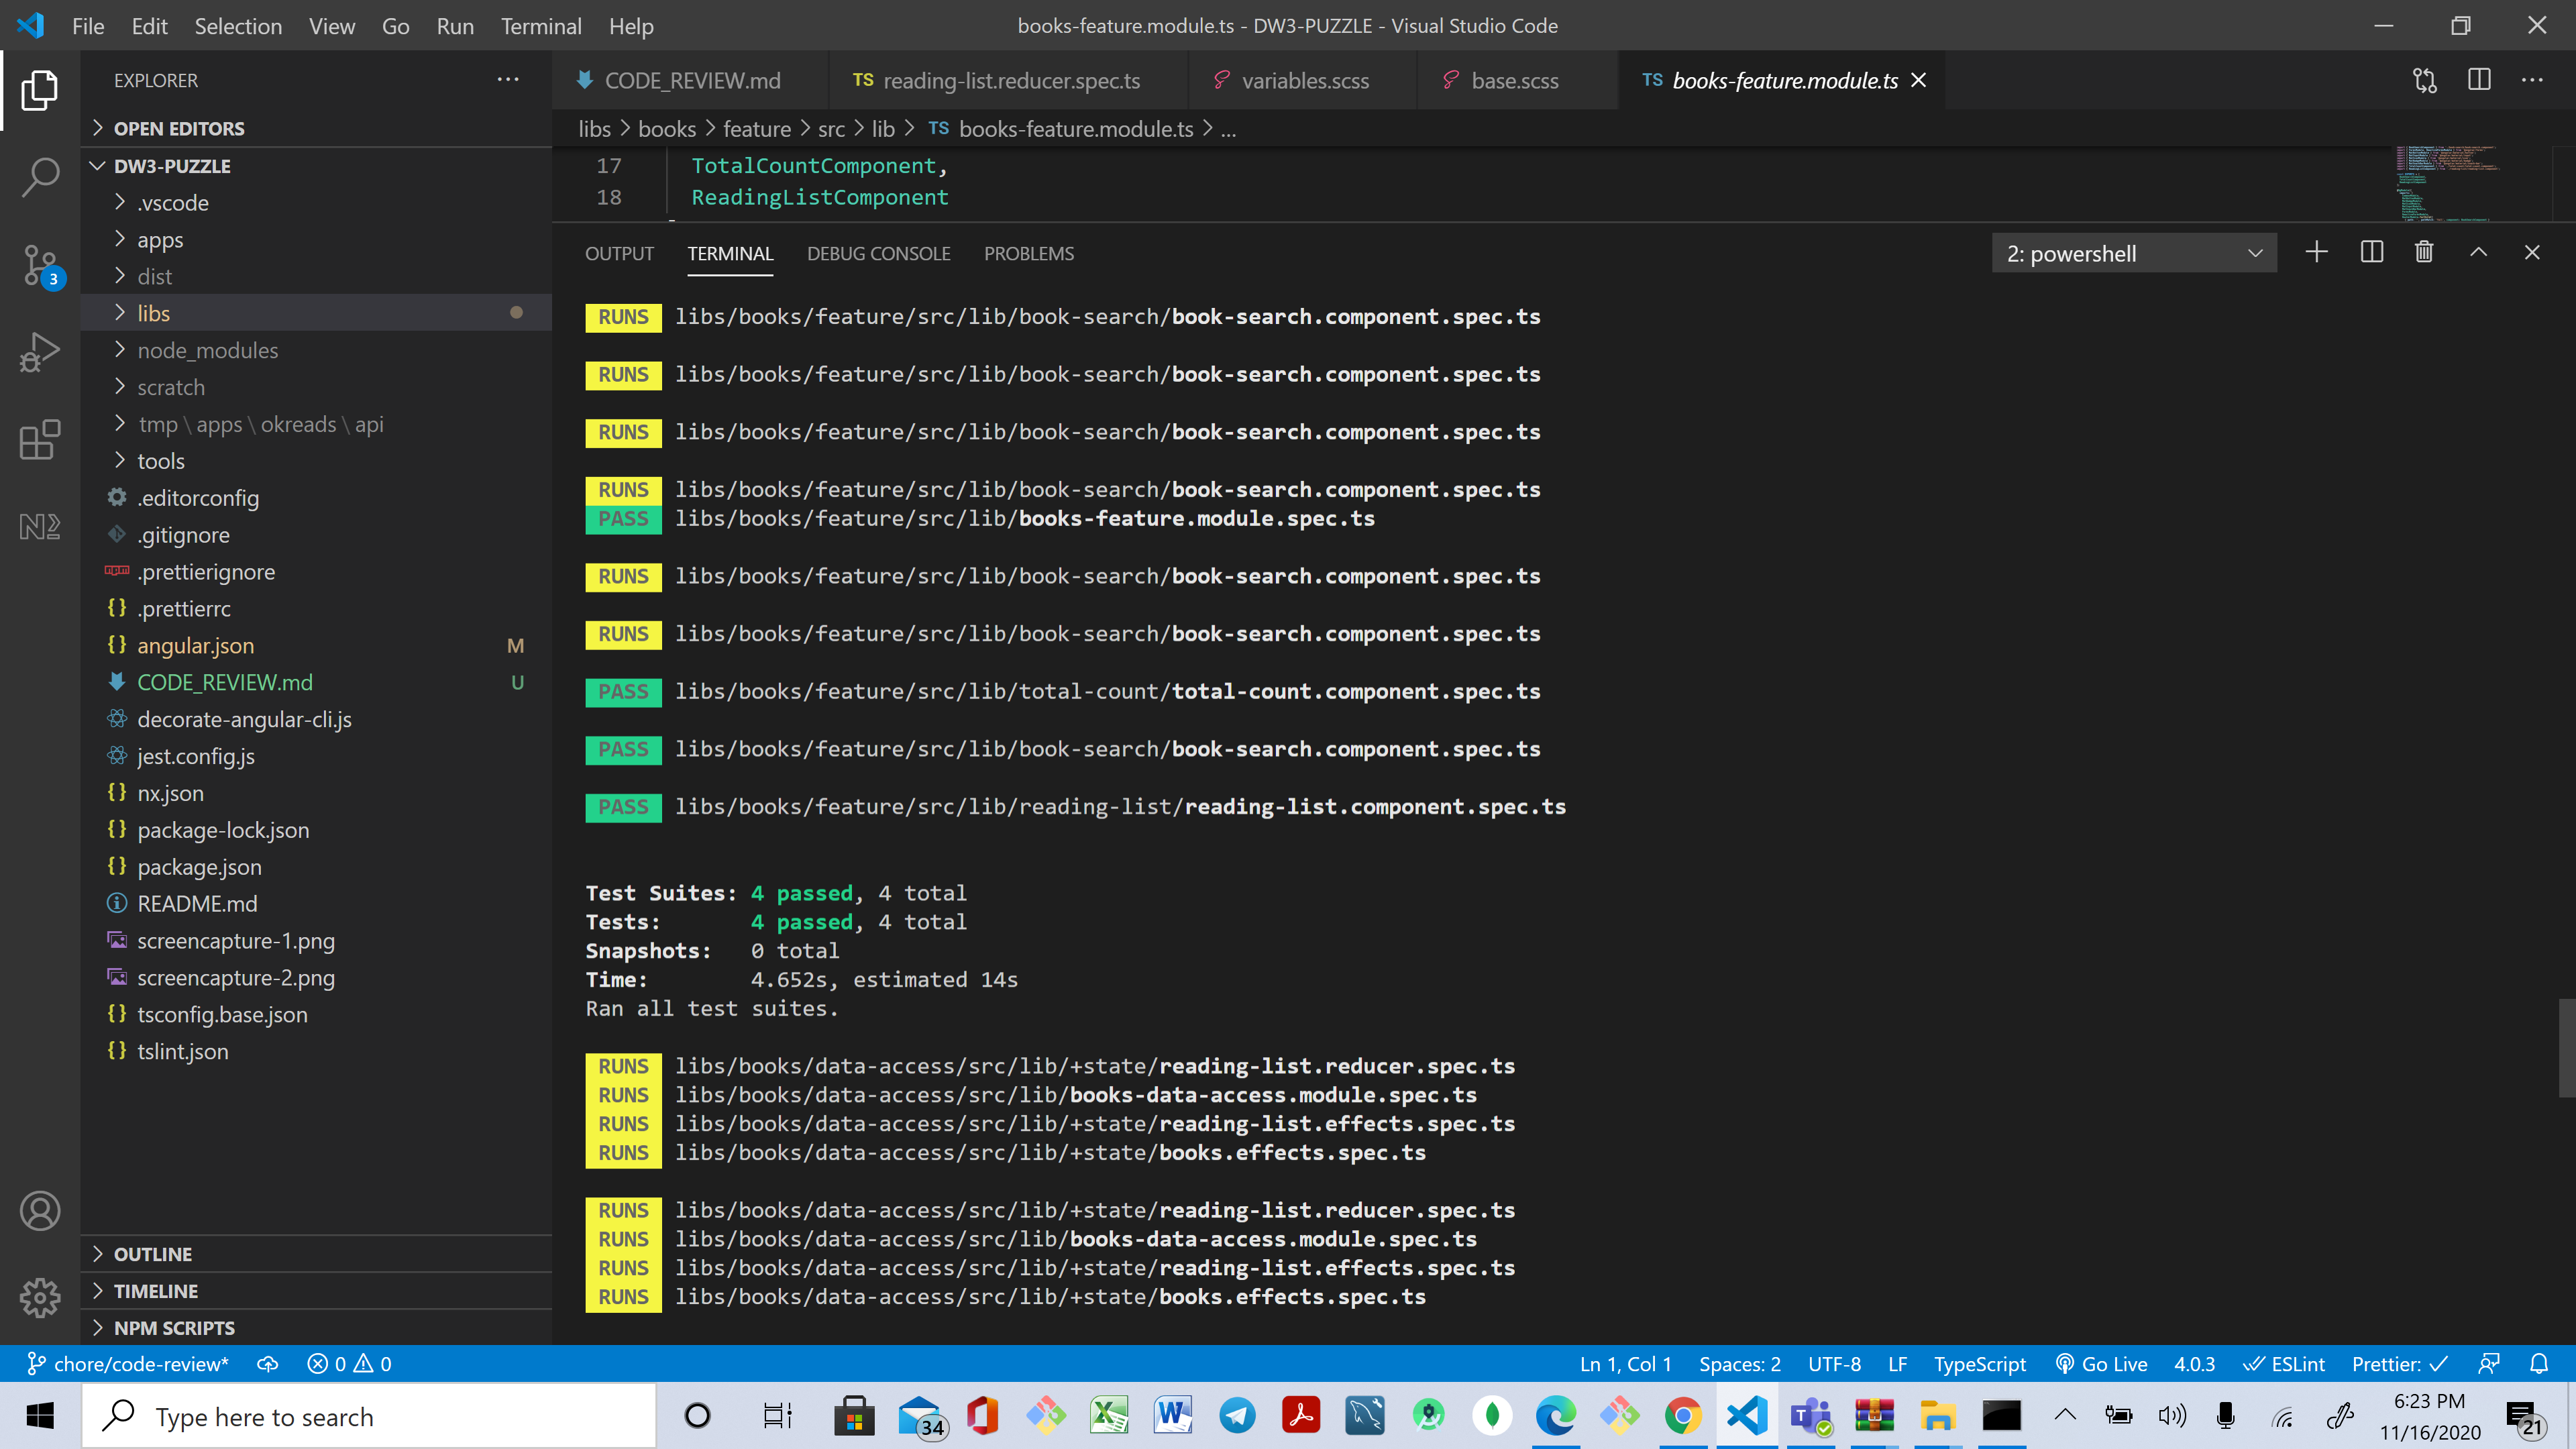 File Edit Selection View Go Run Terminal Help
books-feature.module.ts - DW3-PUZZLE - Visual Studio Code
EXPLORER
OPEN EDITORS
DW3-PUZZLE
.vscode
apps
dist
libs
node_modules
scratch
tmp \ apps \ okreads \ api
tools
.editorconfig
.gitignore
.prettierignore
.prettierrc
angular.json M
CODE_REVIEW.md U
decorate-angular-cli.js
jest.config.js
nx.json
package-lock.json
package.json
README.md
screencapture-1.png
screencapture-2.png
tsconfig.base.json
tslint.json
OUTLINE
TIMELINE
NPM SCRIPTS
3
CODE_REVIEW.md TS reading-list.reducer.spec.ts variables.scss base.scss TS books-feature.module.ts
libs > books > feature > src > lib > TS books-feature.module.ts > ...
17 TotalCountComponent,
18 ReadingListComponent
OUTPUT TERMINAL DEBUG CONSOLE PROBLEMS 2: powershell
RUNS libs/books/feature/src/lib/book-search/book-search.component.spec.ts
RUNS libs/books/feature/src/lib/book-search/book-search.component.spec.ts
RUNS libs/books/feature/src/lib/book-search/book-search.component.spec.ts
RUNS libs/books/feature/src/lib/book-search/book-search.component.spec.ts
PASS libs/books/feature/src/lib/books-feature.module.spec.ts
RUNS libs/books/feature/src/lib/book-search/book-search.component.spec.ts
RUNS libs/books/feature/src/lib/book-search/book-search.component.spec.ts
PASS libs/books/feature/src/lib/total-count/total-count.component.spec.ts
PASS libs/books/feature/src/lib/book-search/book-search.component.spec.ts
PASS libs/books/feature/src/lib/reading-list/reading-list.component.spec.ts
Test Suites: 4 passed, 4 total
Tests: 4 passed, 4 total
Snapshots: 0 total
Time: 4.652s, estimated 14s
Ran all test suites.
RUNS libs/books/data-access/src/lib/+state/reading-list.reducer.spec.ts
RUNS libs/books/data-access/src/lib/books-data-access.module.spec.ts
RUNS libs/books/data-access/src/lib/+state/reading-list.effects.spec.ts
RUNS libs/books/data-access/src/lib/+state/books.effects.spec.ts
RUNS libs/books/data-access/src/lib/+state/reading-list.reducer.spec.ts
RUNS libs/books/data-access/src/lib/books-data-access.module.spec.ts
RUNS libs/books/data-access/src/lib/+state/reading-list.effects.spec.ts
RUNS libs/books/data-access/src/lib/+state/books.effects.spec.ts
chore/code-review* 0 0 Ln 1, Col 1 Spaces: 2 UTF-8 LF TypeScript Go Live 4.0.3 ESLint Prettier: ✓
Type here to search
34
6:23 PM
11/16/2020
21